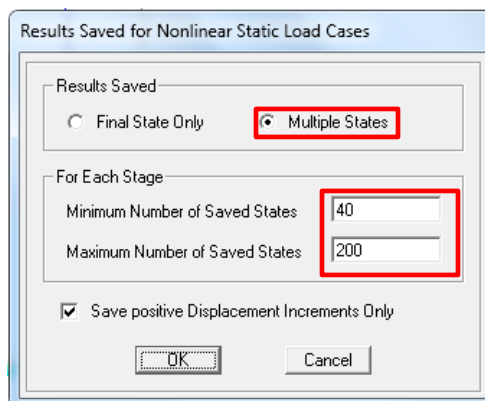 Results Saved for Nonlinear Static Load Cases
Results Saved
Final State Only Multiple States
For Each Stage
Minimum Number of Saved States 40
Maximum Number of Saved States 200
Save positive Displacement Increments Only
OK Cancel